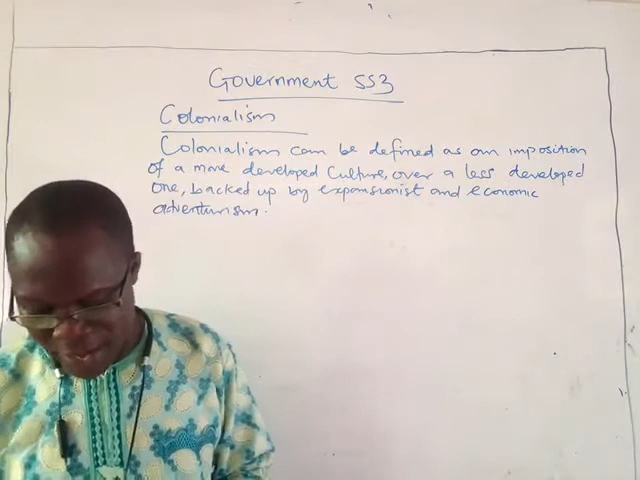 Government SS3
Colonialism
Colonialism can be defined as an imposition
of a more developed Culture, over a less developed
one, backed up by expansionist and economic
adventurism.